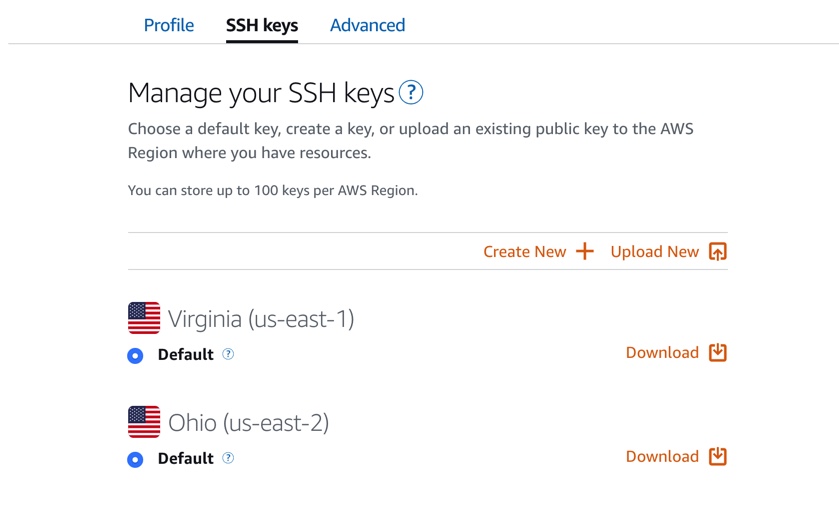 Profile SSH keys Advanced
Manage your SSH keys ?
Choose a default key, create a key, or upload an existing public key to the AWS
Region where you have resources.
You can store up to 100 keys per AWS Region.
Create New Upload New
Virginia (us-east-1)
Default ? Download
Ohio (us-east-2)
Default ? Download